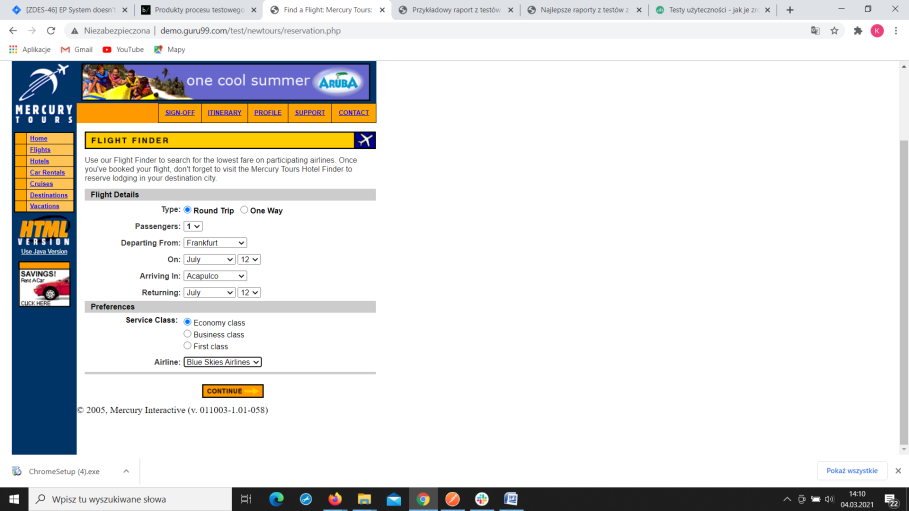 [ZDES-46] EP System doesn't
Produkty procesu testowego
Find a Flight: Mercury Tours:
Przykładowy raport z testów
Najlepsze raporty z testów z
Testy użyteczności - jak je zr
Niezabezpieczona | demo.guru99.com/test/newtours/reservation.php
K
Aplikacje Gmail YouTube Mapy
one cool summer ARUBA
MERCURY
TOURS
SIGN-OFF ITINERARY PROFILE SUPPORT CONTACT
Home
Flights
Hotels
Car Rentals
Cruises
Destinations
Vacations
HTML
VERSION
Use Java Version
SAVINGS!
Rent A Car
CLICK HERE
FLIGHT FINDER
Use our Flight Finder to search for the lowest fare on participating airlines. Once
you've booked your flight, don't forget to visit the Mercury Tours Hotel Finder to
reserve lodging in your destination city.
Flight Details
Type: Round Trip One Way
Passengers: 1
Departing From: Frankfurt
On: July 12
Arriving In: Acapulco
Returning: July 12
Preferences
Service Class: Economy class
Business class
First class
Airline: Blue Skies Airlines
CONTINUE
© 2005, Mercury Interactive (v. 011003-1.01-058)
ChromeSetup (4).exe
Pokaż wszystkie
Wpisz tu wyszukiwane słowa
14:10
04.03.2021
22